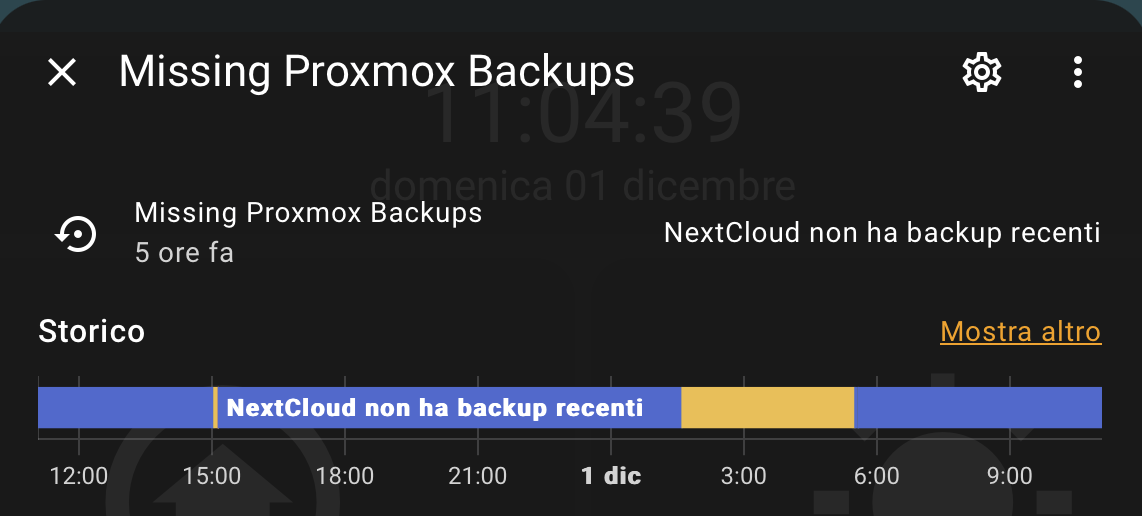 Missing Proxmox Backups
11:04:39
domenica 01 dicembre
Missing Proxmox Backups
NextCloud non ha backup recenti
5 ore fa
Storico
Mostra altro
NextCloud non ha backup recenti
12:00 15:00 18:00 21:00 1 dic 3:00 6:00 9:00